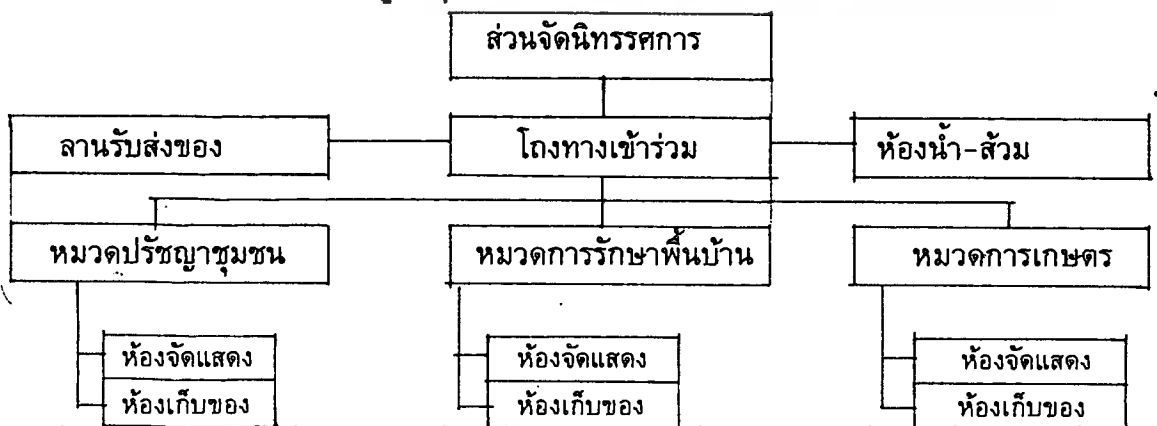 ส่วนจัดนิทรรศการ
ลานรับส่งของ
โถงทางเข้าร่วม
ห้องน้ำ-ส้วม
หมวดปรัชญาชุมชน
หมวดการรักษาพื้นบ้าน
หมวดการเกษตร
ห้องจัดแสดง
ห้องจัดแสดง
ห้องจัดแสดง
ห้องเก็บของ
ห้องเก็บของ
ห้องเก็บของ